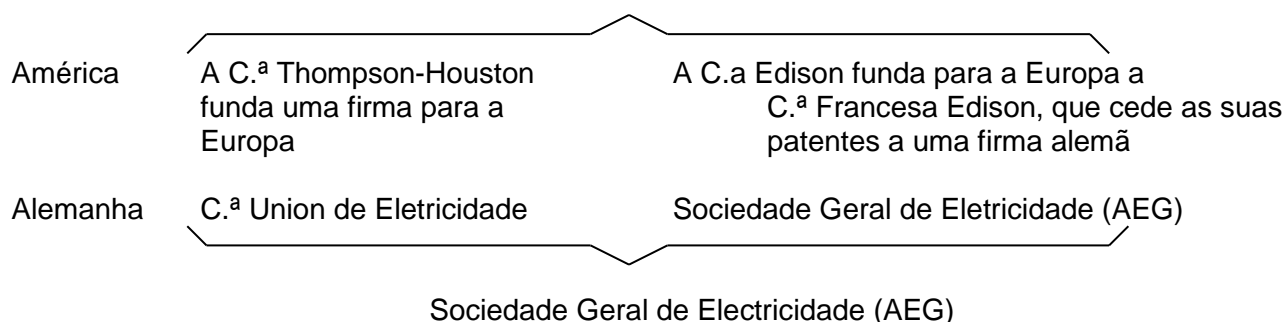 América A C.ª Thompson-Houston A C.a Edison funda para a Europa a
funda uma firma para a C.ª Francesa Edison, que cede as suas
Europa patentes a uma firma alemã
Alemanha C.ª Union de Eletricidade Sociedade Geral de Eletricidade (AEG)
Sociedade Geral de Electricidade (AEG)